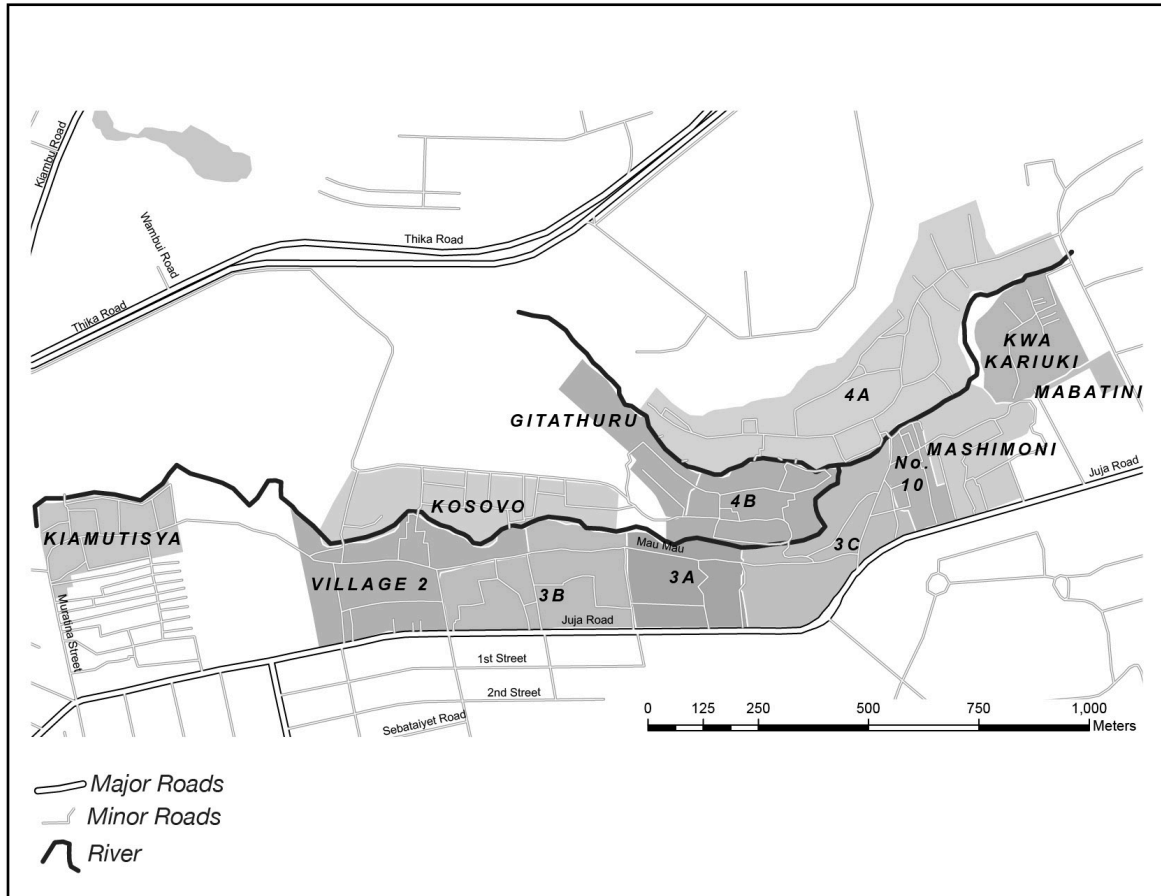 Kiambu Road
Wambui Road
Thika Road
Thika Road
KWA
KARIUKI
MABATINI
4A
GITATHURU
MASHIMONI
No.
10
Juja Road
4B
KOSOVO
KIAMUTISYA
Mau Mau
3C
VILLAGE 2
3A
3B
Juja Road
Muratina Street
1st Street
2nd Street
Sebataiyet Road
0 125 250 500 750 1,000
Meters
Major Roads
Minor Roads
River